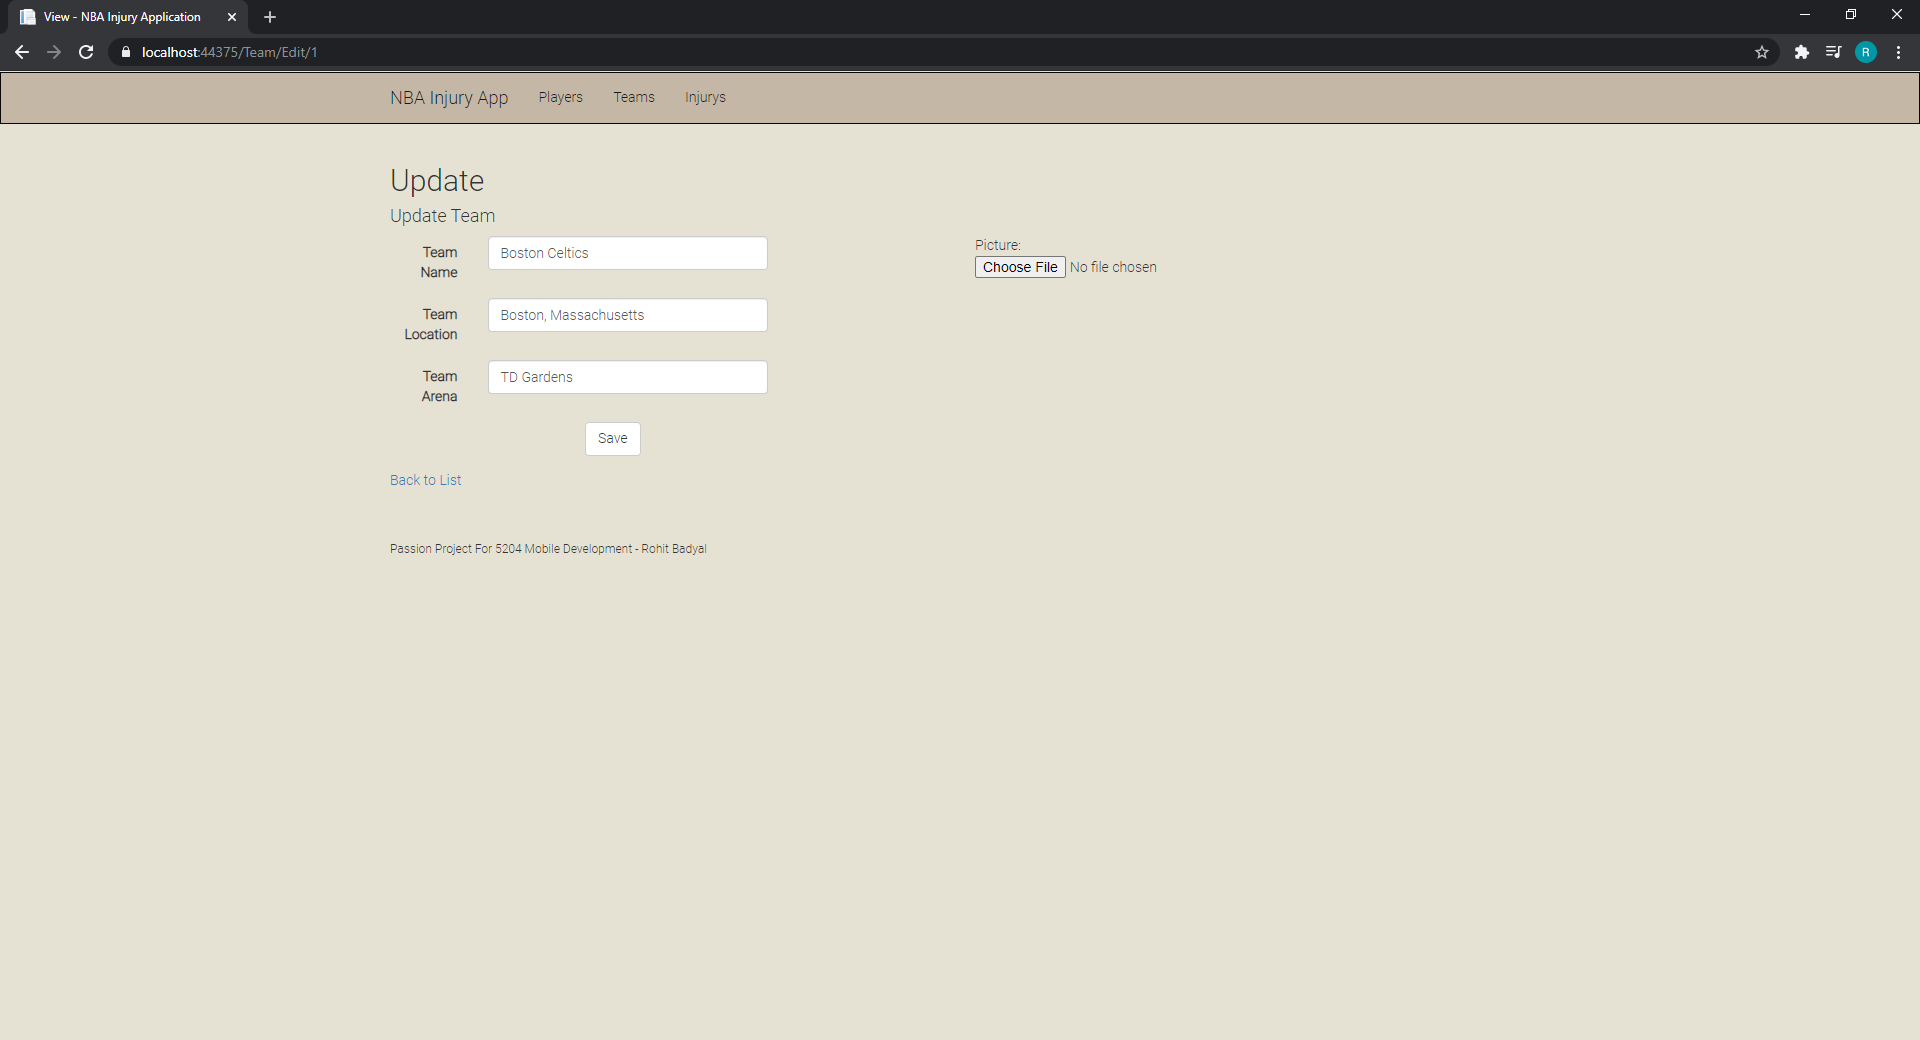 View - NBA Injury Application
localhost:44375/Team/Edit/1
R
NBA Injury App Players Teams Injurys
Update
Update Team
Team Name
Boston Celtics
Picture:
Choose File No file chosen
Team Location
Boston, Massachusetts
Team Arena
TD Gardens
Save
Back to List
Passion Project For 5204 Mobile Development - Rohit Badyal